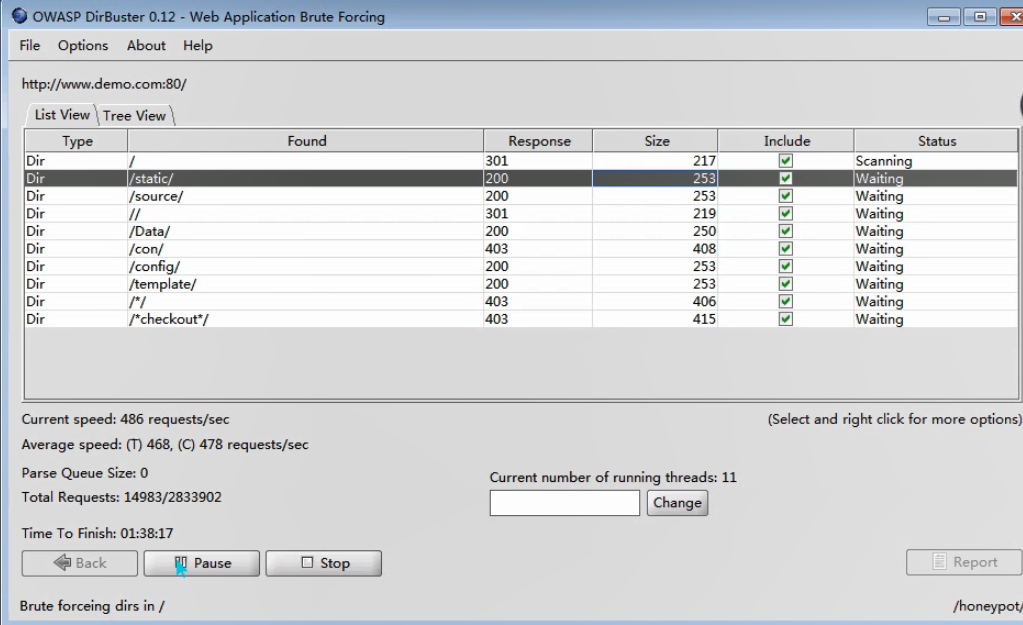 OWASP DirBuster 0.12 - Web Application Brute Forcing
File Options About Help
http://www.demo.com:80/
List View Tree View
Type Found Response Size Include Status
Dir / 301 217 Scanning
Dir /static/ 200 253 Waiting
Dir /source/ 200 253 Waiting
Dir // 301 219 Waiting
Dir /Data/ 200 250 Waiting
Dir /con/ 403 408 Waiting
Dir /config/ 200 253 Waiting
Dir /template/ 200 253 Waiting
Dir /*/ 403 406 Waiting
Dir /*checkout*/ 403 415 Waiting
Current speed: 486 requests/sec (Select and right click for more options)
Average speed: (T) 468, (C) 478 requests/sec
Parse Queue Size: 0 Current number of running threads: 11
Total Requests: 14983/2833902 Change
Time To Finish: 01:38:17
Back Pause Stop Report
Brute forceing dirs in / /honeypot/